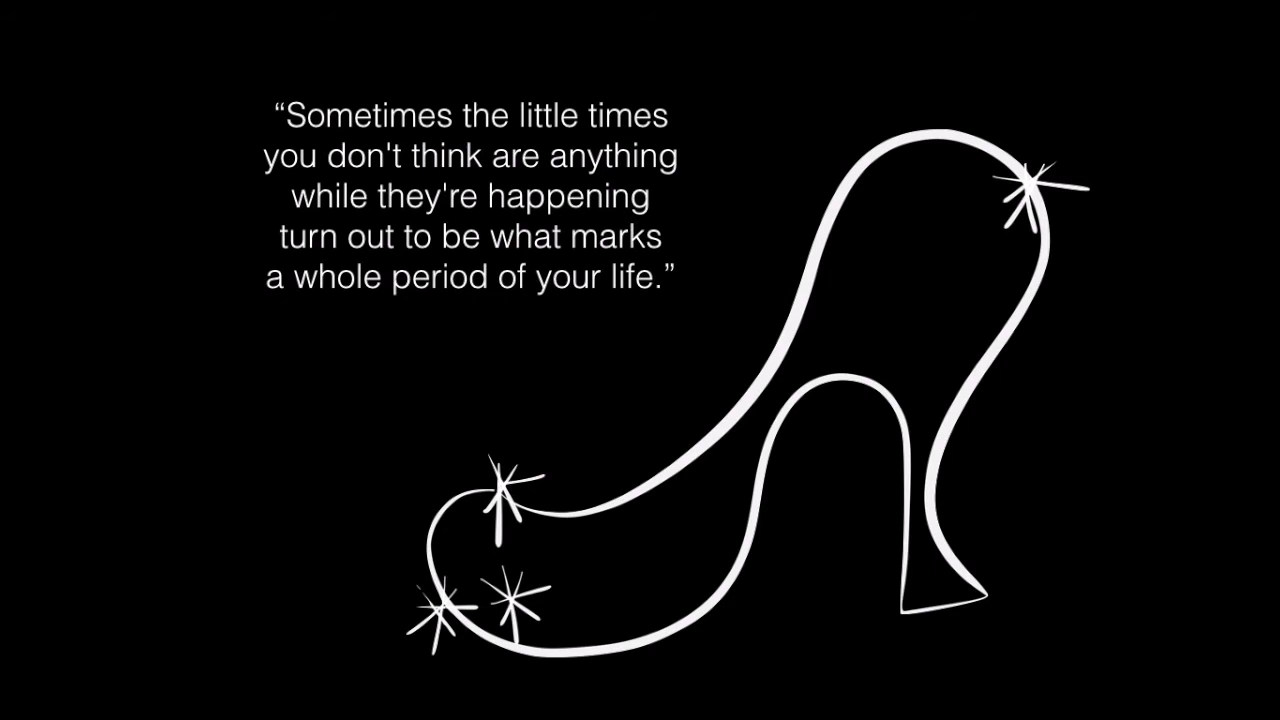 “Sometimes the little times
you don't think are anything
while they're happening
turn out to be what marks
a whole period of your life.”